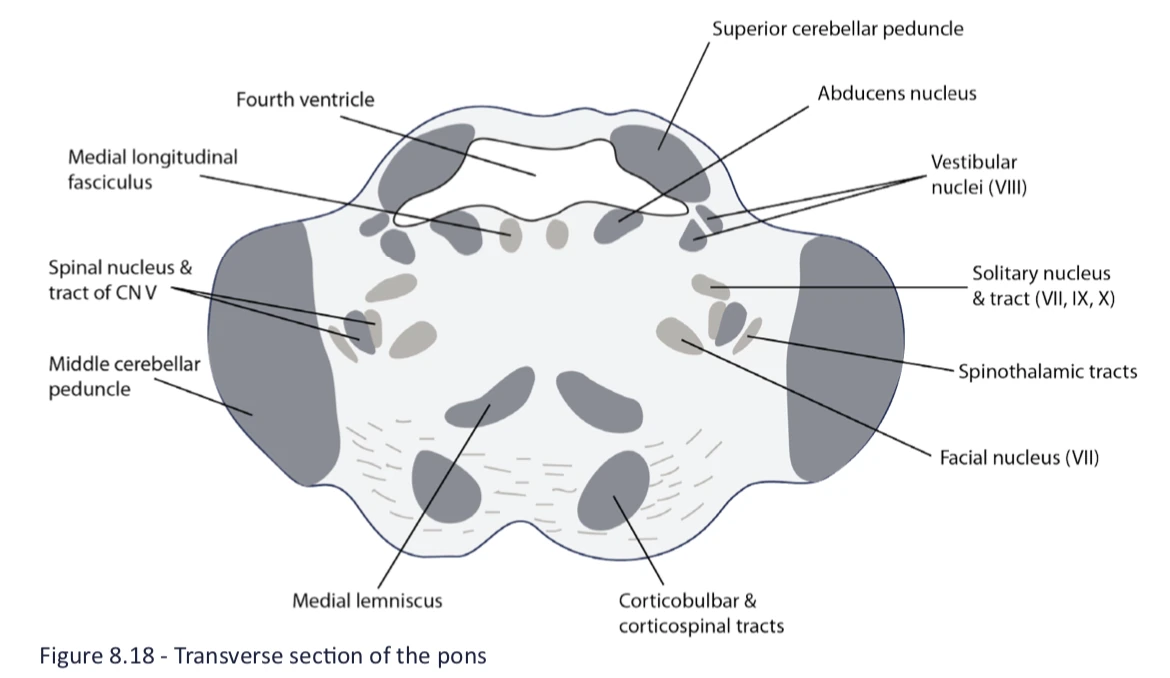 Superior cerebellar peduncle
Fourth ventricle
Abducens nucleus
Medial longitudinal
fasciculus
Vestibular
nuclei (VIII)
Spinal nucleus &
tract of CN V
Solitary nucleus
& tract (VII, IX, X)
Middle cerebellar
peduncle
Spinothalamic tracts
Facial nucleus (VII)
Medial lemniscus
Corticobulbar &
corticospinal tracts
Figure 8.18 - Transverse section of the pons